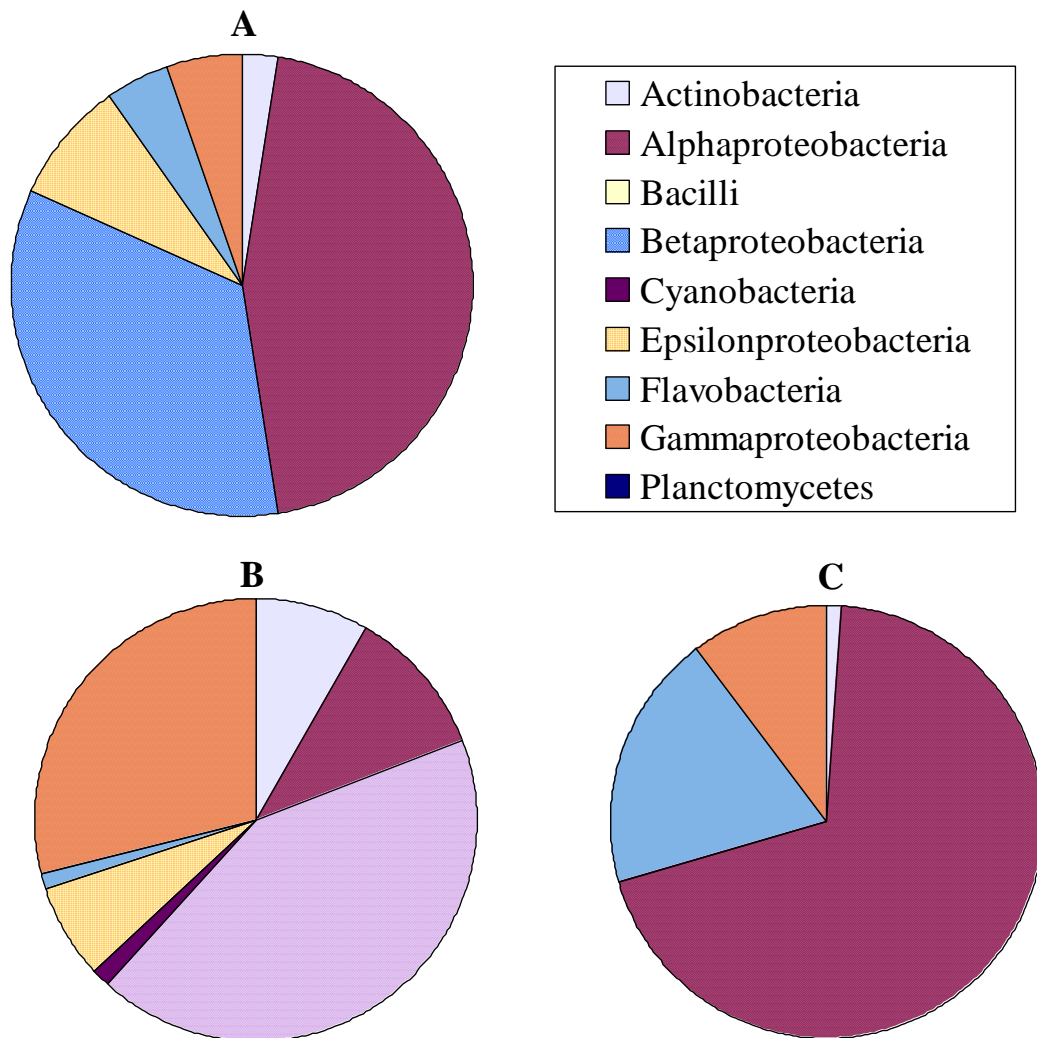 A
Actinobacteria
Alphaproteobacteria
Bacilli
Betaproteobacteria
Cyanobacteria
Epsilonproteobacteria
Flavobacteria
Gammaproteobacteria
Planctomycetes
B
C